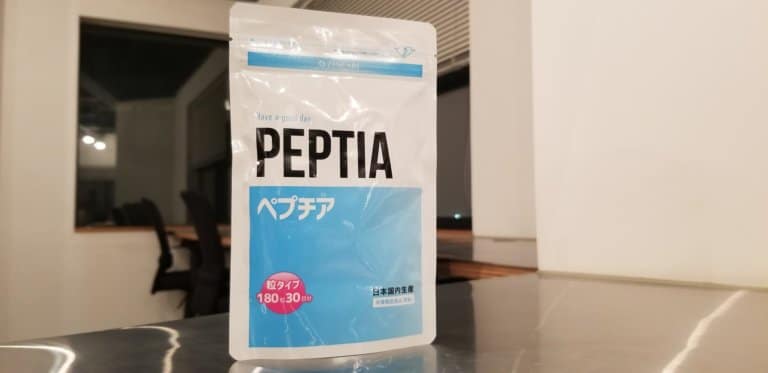 Have a good day
PEPTIA
ペプチア
粒タイプ
180粒30日分
日本国内生産